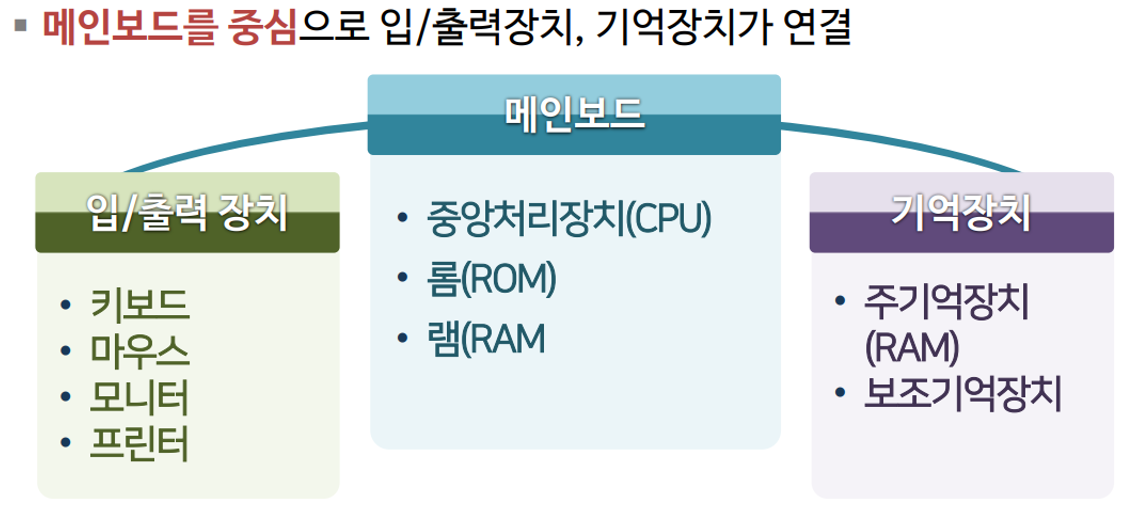 ▪ 메인보드를 중심으로 입/출력장치, 기억장치가 연결
메인보드
• 중앙처리장치(CPU)
• 롬(ROM)
• 램(RAM
입/출력 장치
• 키보드
• 마우스
• 모니터
• 프린터
기억장치
• 주기억장치
(RAM)
• 보조기억장치